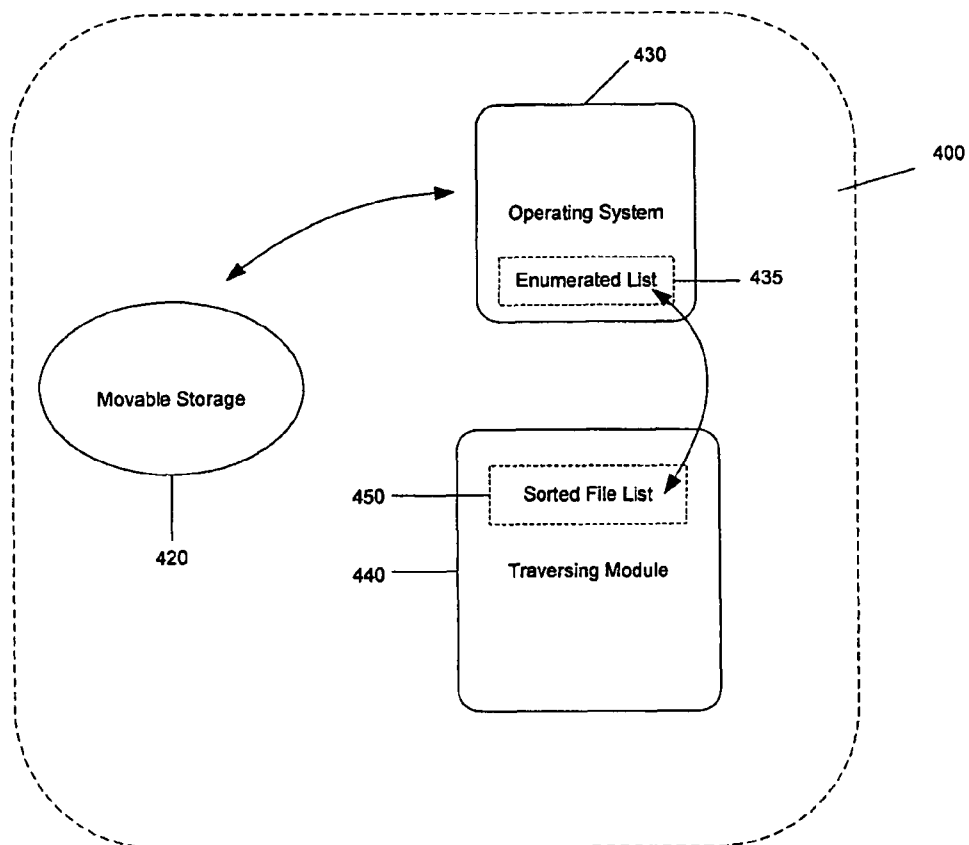 430
400
Operating System
Enumerated List
435
Movable Storage
450
Sorted File List
420
440
Traversing Module